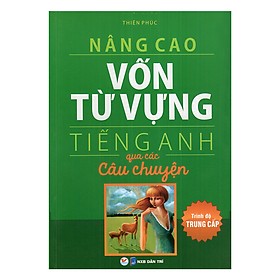 THIÊN PHÚC
NÂNG CAO
VỐN
TỪ VỰNG
TIẾNG ANH
qua các
Câu chuyện
Trình độ
TRUNG CẤP
NXB DÂN TRÍ